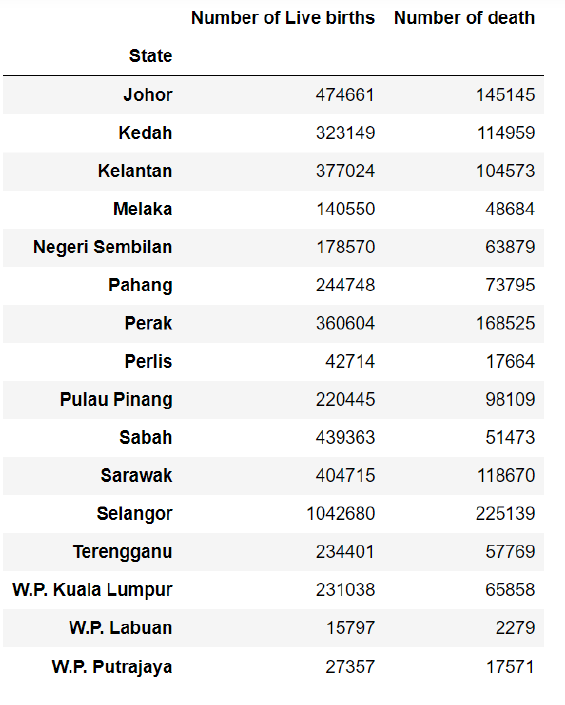 Number of Live births Number of death
State
Johor 474661 145145
Kedah 323149 114959
Kelantan 377024 104573
Melaka 140550 48684
Negeri Sembilan 178570 63879
Pahang 244748 73795
Perak 360604 168525
Perlis 42714 17664
Pulau Pinang 220445 98109
Sabah 439363 51473
Sarawak 404715 118670
Selangor 1042680 225139
Terengganu 234401 57769
W.P. Kuala Lumpur 231038 65858
W.P. Labuan 15797 2279
W.P. Putrajaya 27357 17571